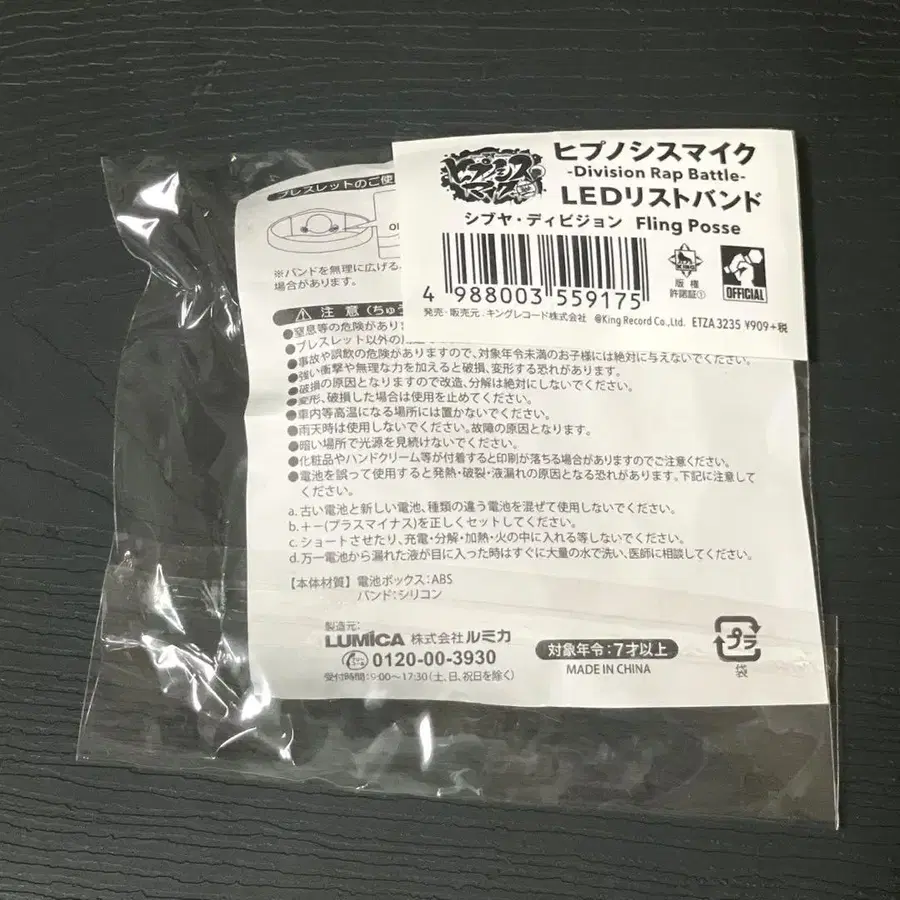 ヒプノシスマイク
ヒプノシスマイク
-Division Rap Battle-
LEDリストバンド
シブヤ・ディビジョン Fling Posse
4 988003 559175
KING
版権
許諾証①
OFFICIAL
発売・販売元:キングレコード株式会社 @King Record Co., Ltd. ETZA 3235 ¥909+税
ブレスレットのご使
※バンドを無理に広げる
場合があります。
注意(ちゅう
●窒息等の危険があり
●ブレスレット以外の
●事故や誤飲の危険がありますので、対象年令未満のお子様には絶対に与えないでください。
●強い衝撃や無理な力を加えると破損、変形する恐れがあります。
●破損の原因となりますので改造、分解は絶対にしないでください。
●変形、破損した場合は使用を止めてください。
●車内等高温になる場所には置かないでください。
●雨天時は使用しないでください。故障の原因となります。
●暗い場所で光源を見続けないでください。
●化粧品やハンドクリーム等が付着すると印刷が落ちる場合がありますのでご注意ください。
●電池を誤って使用すると発熱・破裂・液漏れの原因となる恐れがあります。下記に注意して
ください。
a.古い電池と新しい電池、種類の違う電池を混ぜて使用しないでください。
b.+−(プラスマイナス)を正しくセットしてください。
c.ショートさせたり、充電・分解・加熱・火の中に入れる等しないでください。
d.万一電池から漏れた液が目に入った時はすぐに大量の水で洗い、医師に相談してください。
【本体材質】電池ボックス:ABS
バンド:シリコン
製造元:
LUMICA 株式会社ルミカ
0120-00-3930
受付時間:9:00〜17:30(土、日、祝日を除く)
対象年令:7才以上
MADE IN CHINA
プラ
袋